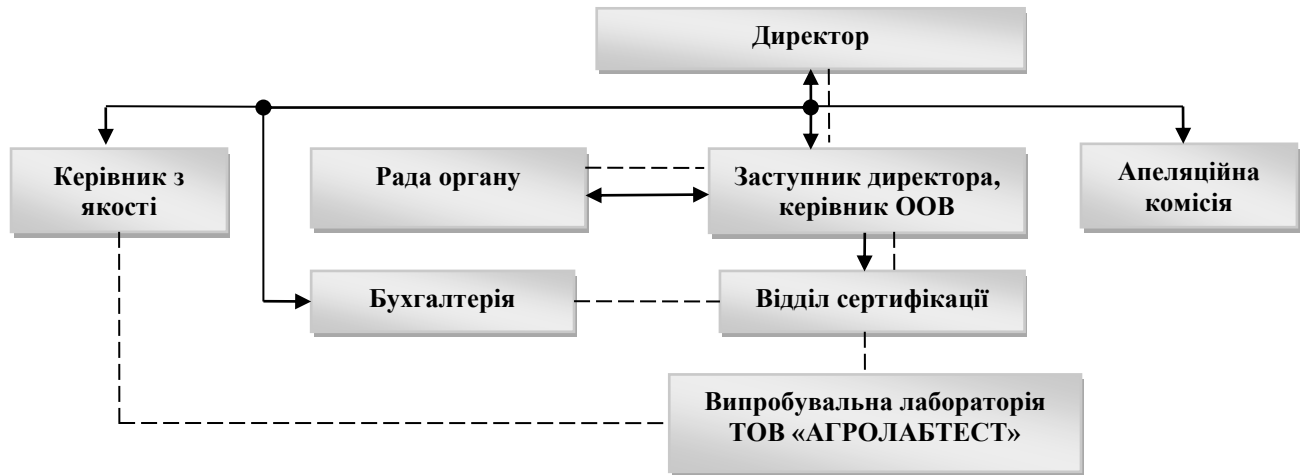 Директор
Керівник з
якості
Рада органу
Заступник директора,
керівник ООВ
Апеляційна
комісія
Бухгалтерія
Відділ сертифікації
Випробувальна лабораторія
ТОВ «АГРОЛАБТЕСТ»